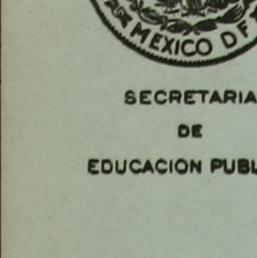 MEXICO D F
SECRETARIA
DE
EDUCACION PUBL